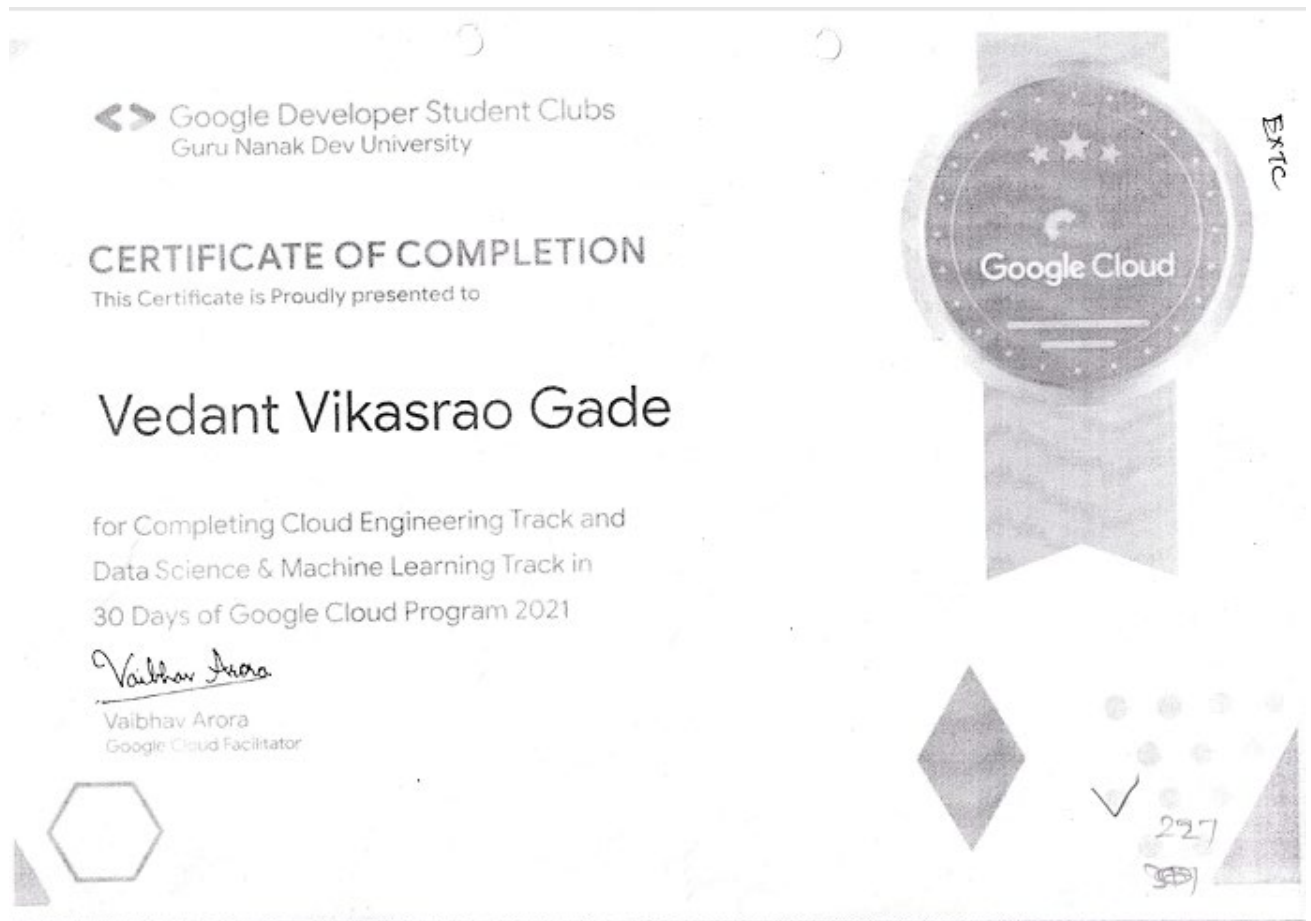 Google Developer Student Clubs
Guru Nanak Dev University
CERTIFICATE OF COMPLETION
This Certificate is Proudly presented to
Vedant Vikasrao Gade
for Completing Cloud Engineering Track and
Data Science & Machine Learning Track in
30 Days of Google Cloud Program 2021
Vaibhav Arora
Vaibhav Arora
Google Cloud Facilitator
Google Cloud
EXTC
227